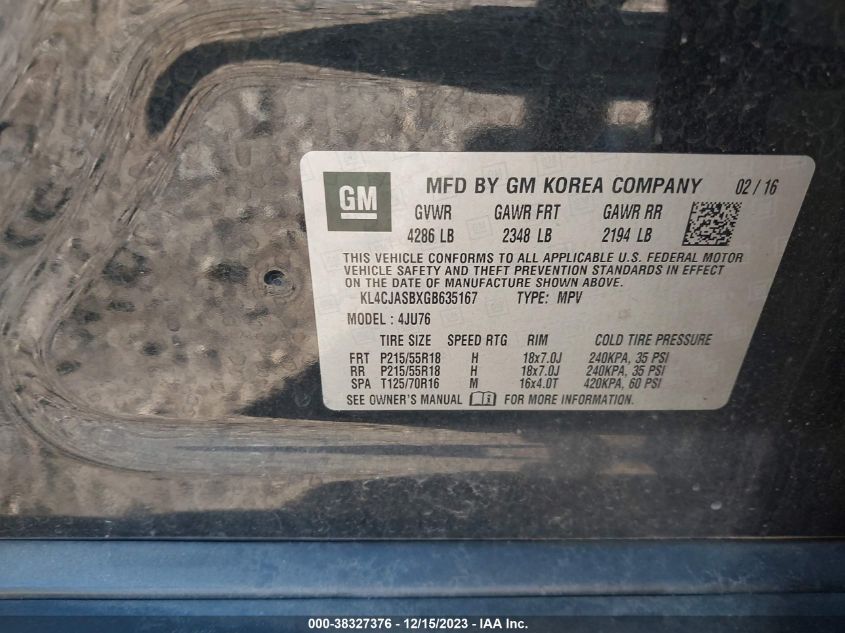 GM MFD BY GM KOREA COMPANY 02 / 16
GVWR GAWR FRT GAWR RR
4286 LB 2348 LB 2194 LB
THIS VEHICLE CONFORMS TO ALL APPLICABLE U.S. FEDERAL MOTOR
VEHICLE SAFETY AND THEFT PREVENTION STANDARDS IN EFFECT
ON THE DATE OF MANUFACTURE SHOWN ABOVE.
KL4CJASBXGB635167 TYPE: MPV
MODEL : 4JU76
TIRE SIZE SPEED RTG RIM COLD TIRE PRESSURE
FRT P215/55R18 H 18x7.0J 240KPA, 35 PSI
RR P215/55R18 H 18x7.0J 240KPA, 35 PSI
SPA T125/70R16 M 16x4.0T 420KPA, 60 PSI
SEE OWNER'S MANUAL FOR MORE INFORMATION.
000-38327376 - 12/15/2023 - IAA Inc.